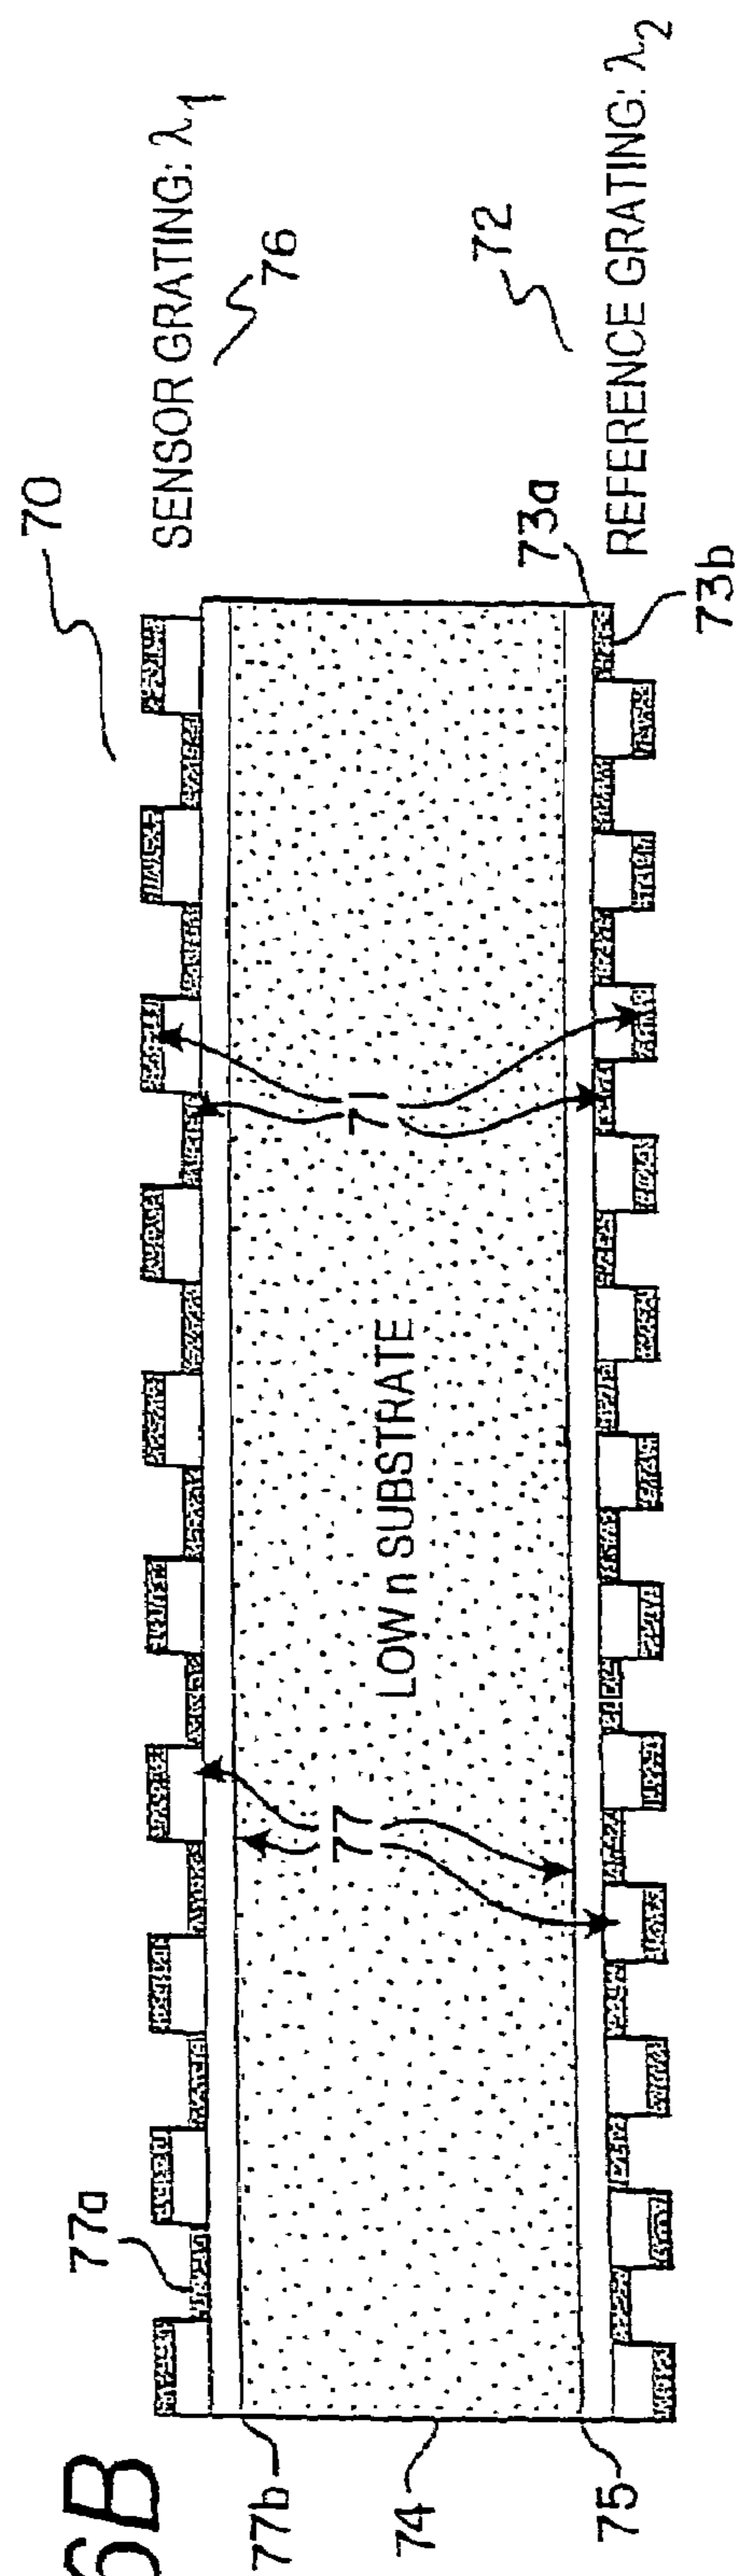 6B
70
SENSOR GRATING: λ1
76
77a
77b
71
77
LOW n SUBSTRATE
74
72
75
73a
73b
REFERENCE GRATING: λ2